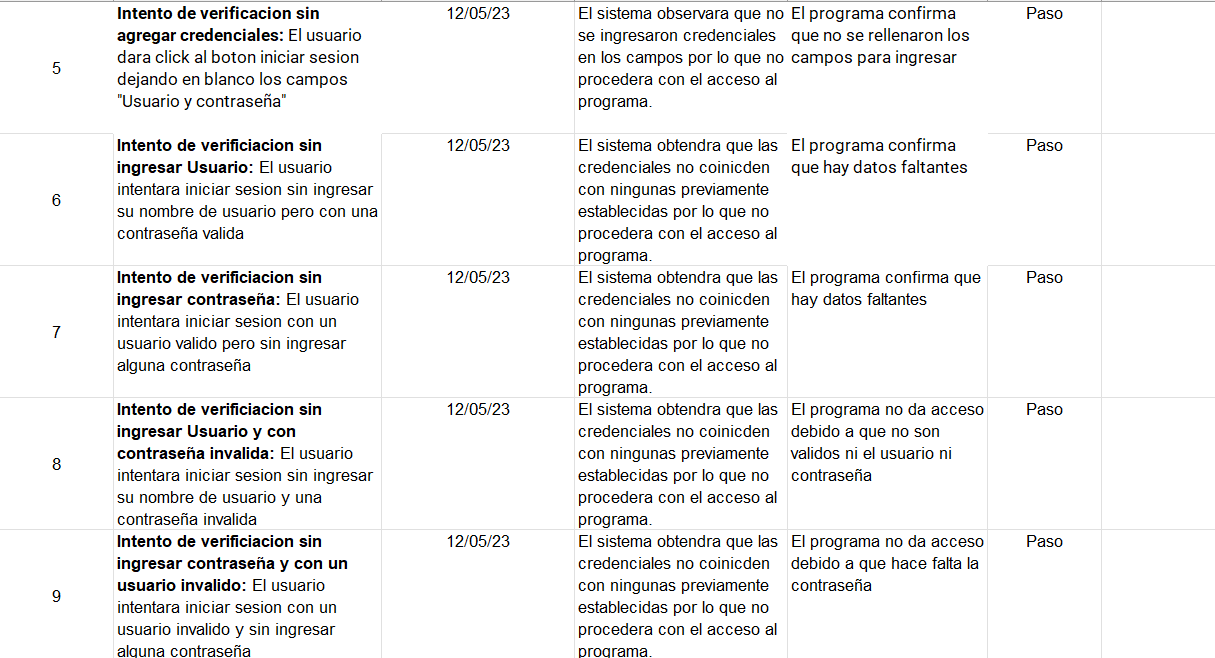 5
Intento de verificacion sin
agregar credenciales: El usuario
dara click al boton iniciar sesion
dejando en blanco los campos
"Usuario y contraseña"
12/05/23
El sistema observara que no
se ingresaron credenciales
en los campos por lo que no
procedera con el acceso al
programa.
El programa confirma
que no se rellenaron los
campos para ingresar
Paso
6
Intento de verificiacion sin
ingresar Usuario: El usuario
intentara iniciar sesion sin ingresar
su nombre de usuario pero con una
contraseña valida
12/05/23
El sistema obtendra que las
credenciales no coinicden
con ningunas previamente
establecidas por lo que no
procedera con el acceso al
programa.
El programa confirma
que hay datos faltantes
Paso
7
Intento de verificiacion sin
ingresar contraseña: El usuario
intentara iniciar sesion con un
usuario valido pero sin ingresar
alguna contraseña
12/05/23
El sistema obtendra que las
credenciales no coinicden
con ningunas previamente
establecidas por lo que no
procedera con el acceso al
programa.
El programa confirma que
hay datos faltantes
Paso
8
Intento de verificiacion sin
ingresar Usuario y con
contraseña invalida: El usuario
intentara iniciar sesion sin ingresar
su nombre de usuario y una
contraseña invalida
12/05/23
El sistema obtendra que las
credenciales no coinicden
con ningunas previamente
establecidas por lo que no
procedera con el acceso al
programa.
El programa no da acceso
debido a que no son
validos ni el usuario ni
contraseña
Paso
9
Intento de verificiacion sin
ingresar contraseña y con un
usuario invalido: El usuario
intentara iniciar sesion con un
usuario invalido y sin ingresar
alguna contraseña
12/05/23
El sistema obtendra que las
credenciales no coinicden
con ningunas previamente
establecidas por lo que no
procedera con el acceso al
programa.
El programa no da acceso
debido a que hace falta la
contraseña
Paso